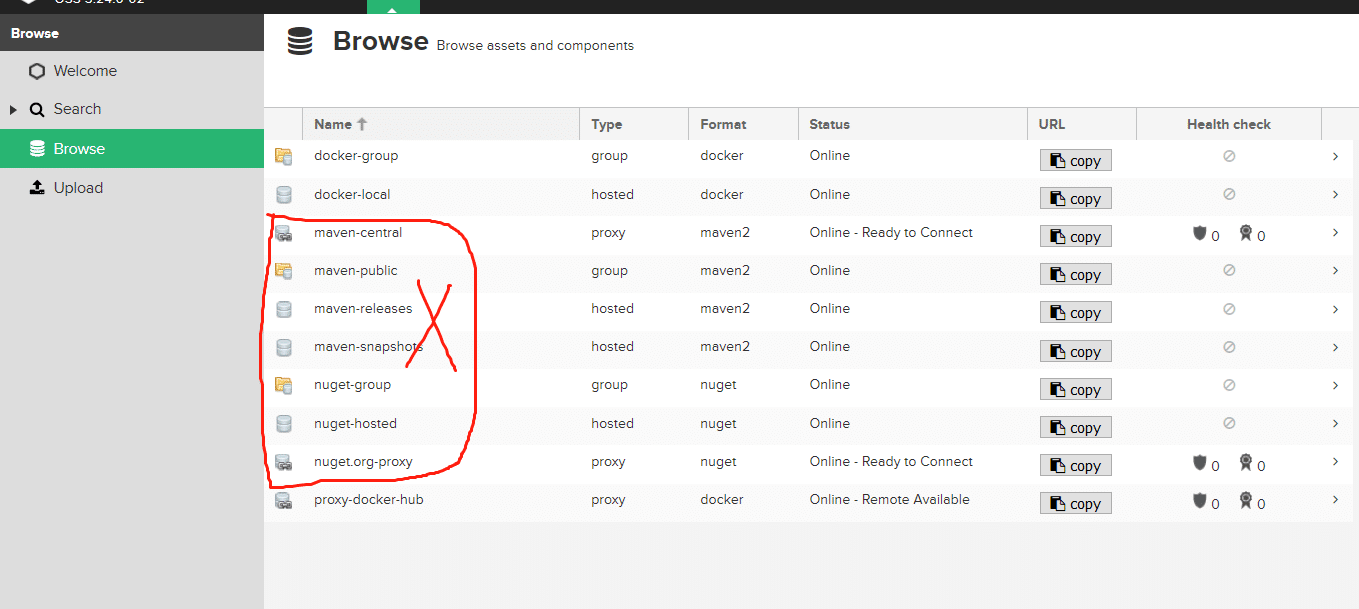 OSS 3.24.0-02
Browse
Browse Browse assets and components
Welcome
Search
Browse
Upload
Name Type Format Status URL Health check
docker-group group docker Online copy
docker-local hosted docker Online copy
maven-central proxy maven2 Online - Ready to Connect copy 0 0
maven-public group maven2 Online copy
maven-releases hosted maven2 Online copy
maven-snapshots hosted maven2 Online copy
nuget-group group nuget Online copy
nuget-hosted hosted nuget Online copy
nuget.org-proxy proxy nuget Online - Ready to Connect copy 0 0
proxy-docker-hub proxy docker Online - Remote Available copy 0 0